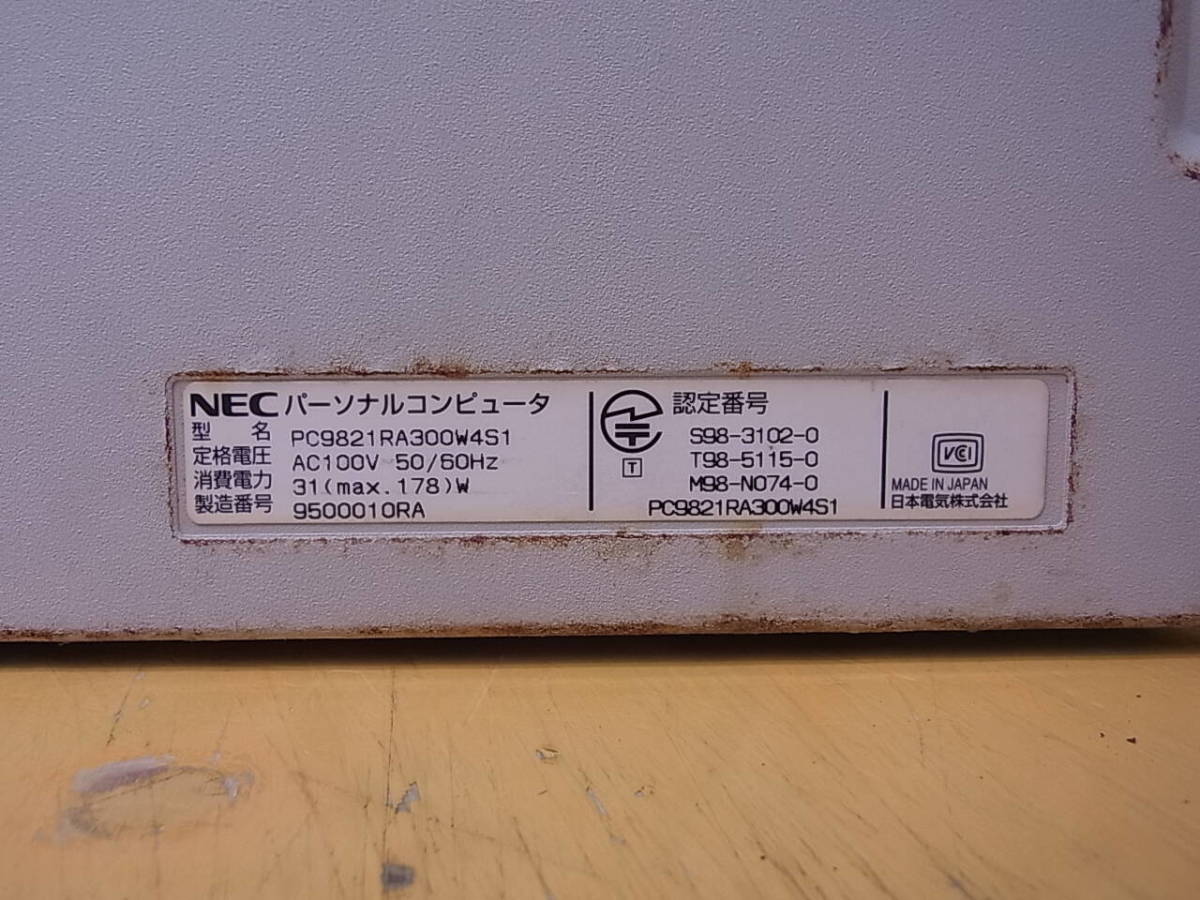 NEC パーソナルコンピュータ
型 名 PC9821RA300W4S1
定格電圧 AC100V 50/60Hz
消費電力 31(max.178)W
製造番号 9500010RA
認定番号
S98-3102-0
T98-5115-0
M98-N074-0
PC9821RA300W4S1
T
VCCI
MADE IN JAPAN
日本電気株式会社